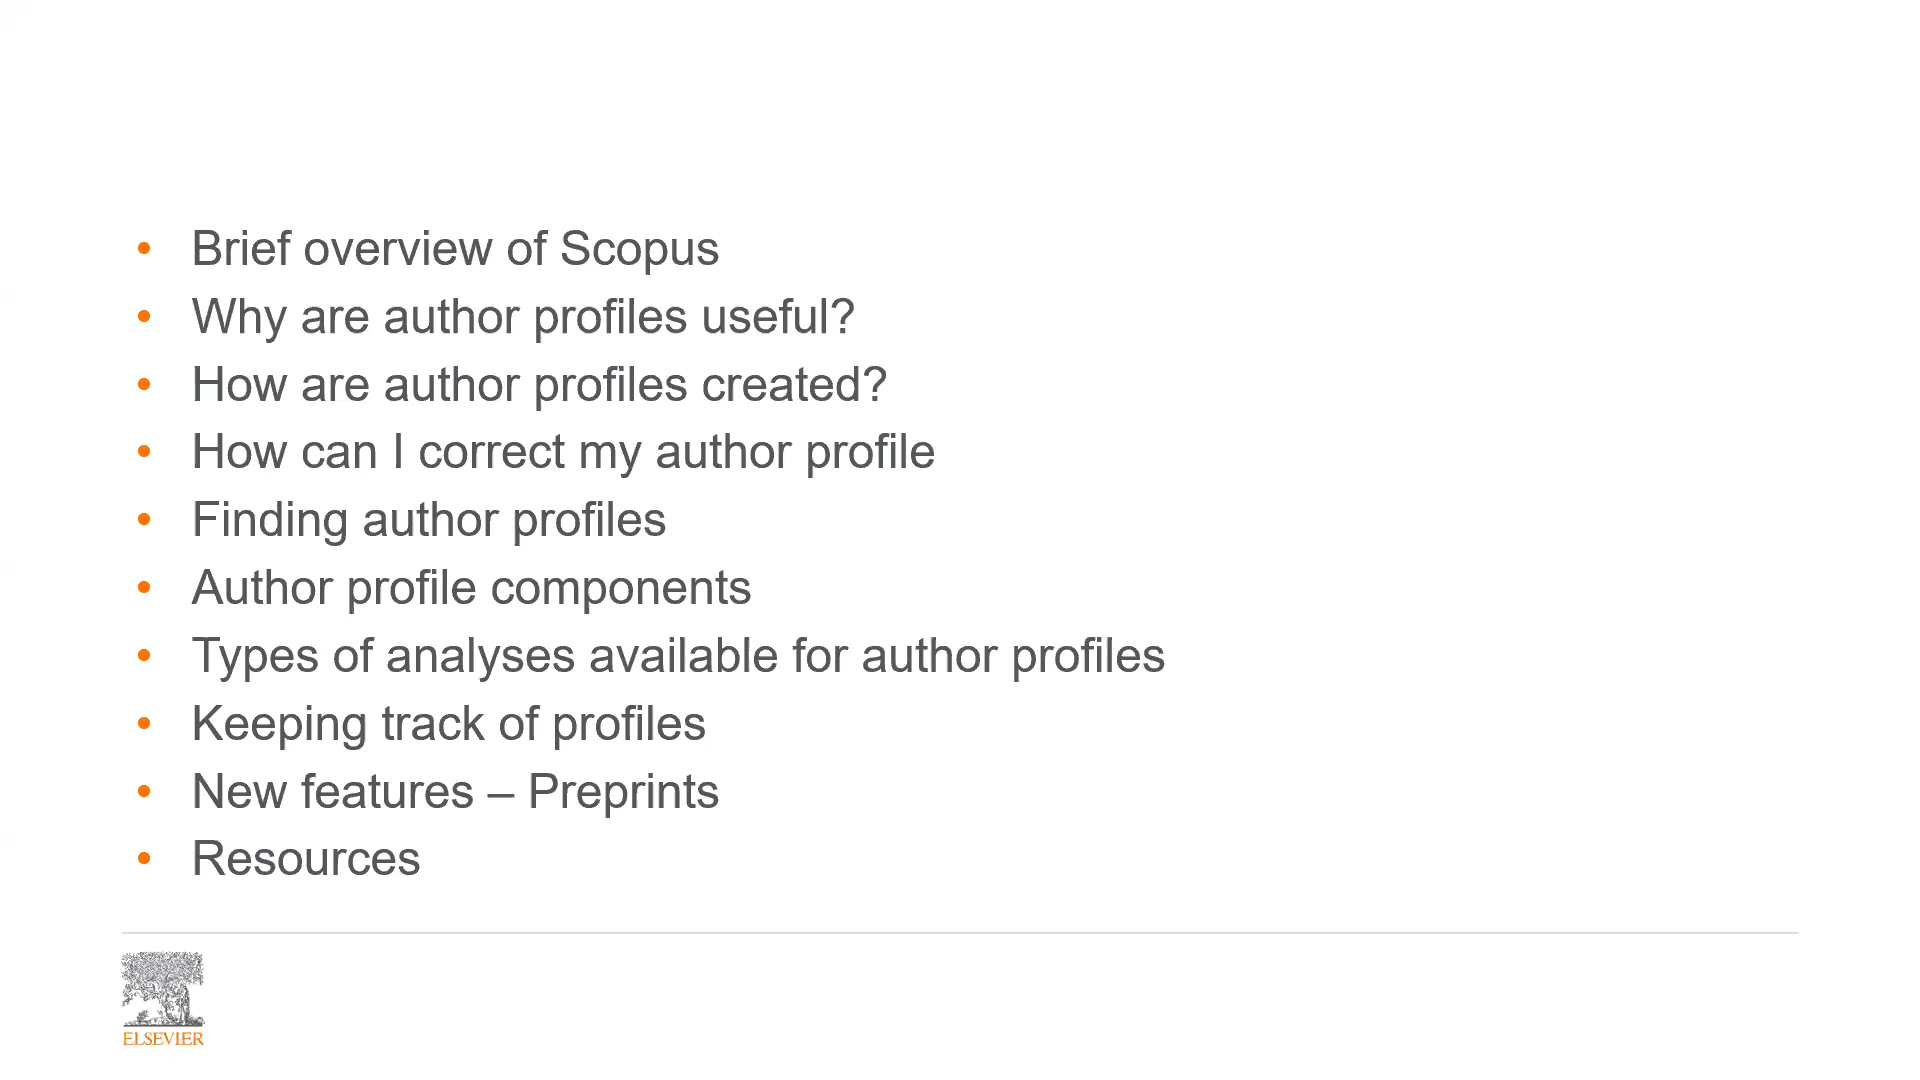 • Brief overview of Scopus
• Why are author profiles useful?
• How are author profiles created?
• How can I correct my author profile
• Finding author profiles
• Author profile components
• Types of analyses available for author profiles
• Keeping track of profiles
• New features – Preprints
• Resources
ELSEVIER